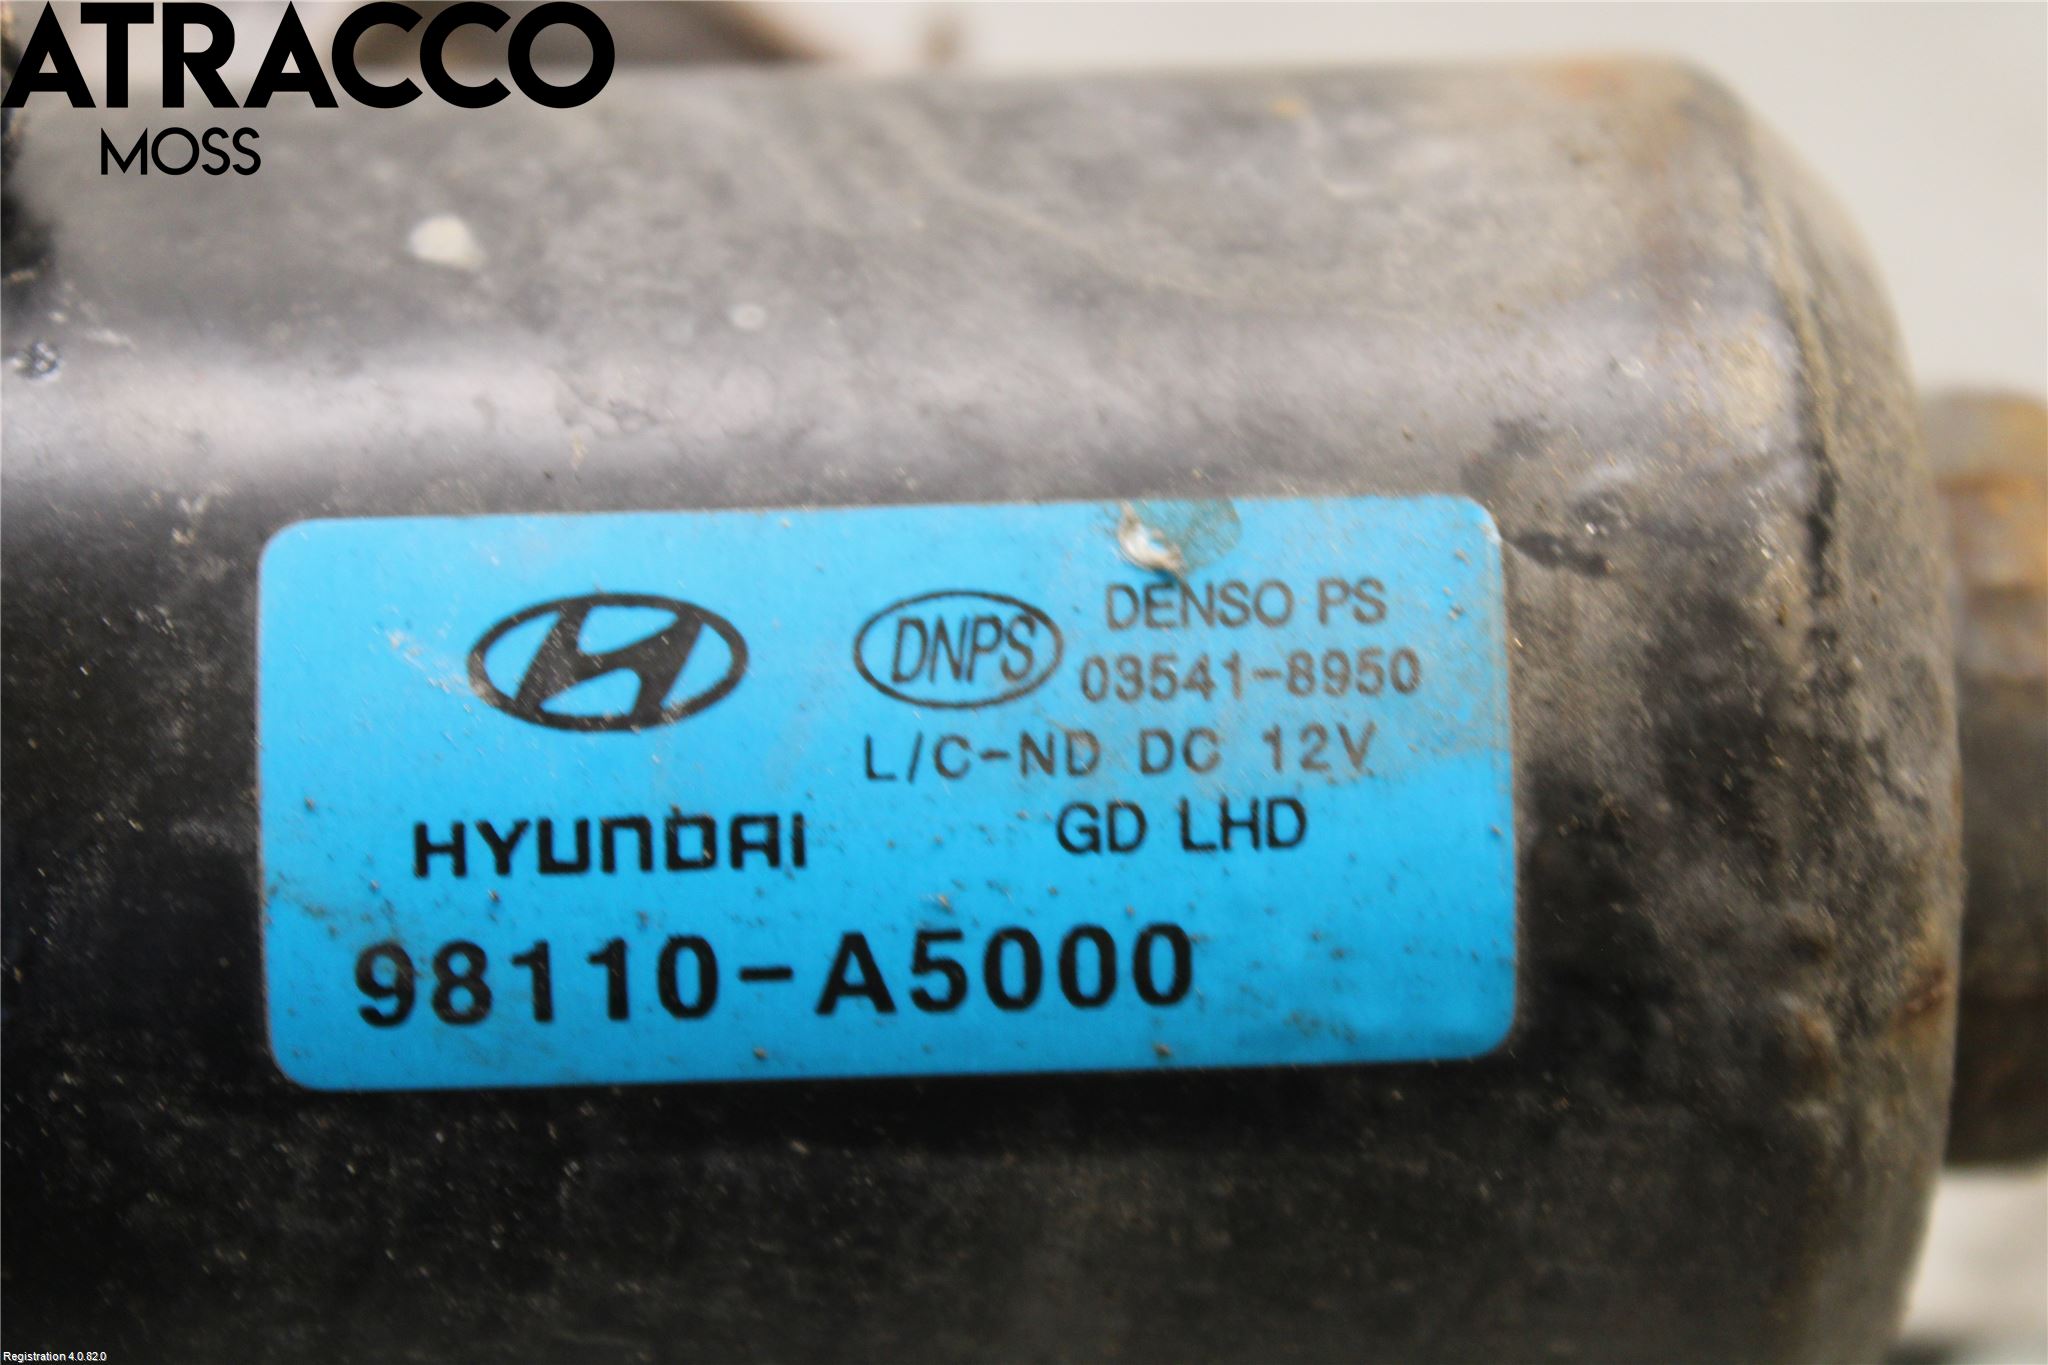 ATRACCO
MOSS
DNPS
DENSO PS
03541-8950
L/C-ND DC 12V
HYUNDAI
GD LHD
98110-A5000
Registration 4.0.82.0